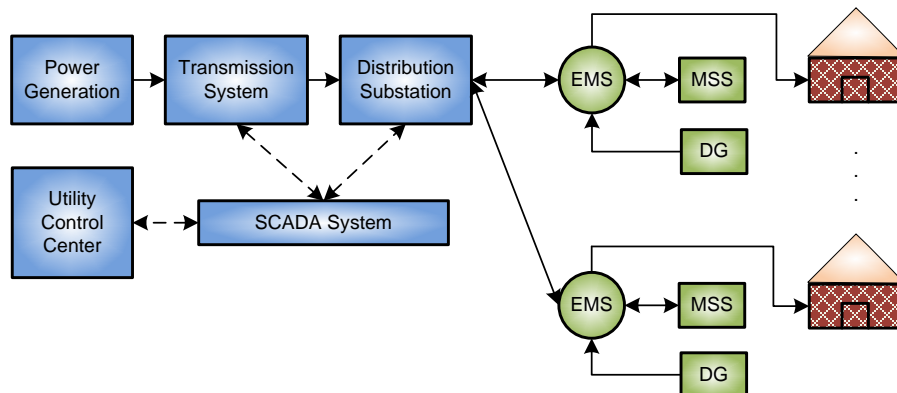 Power
Generation
Transmission
System
Distribution
Substation
EMS
MSS
DG
Utility
Control
Center
SCADA System
EMS
MSS
DG